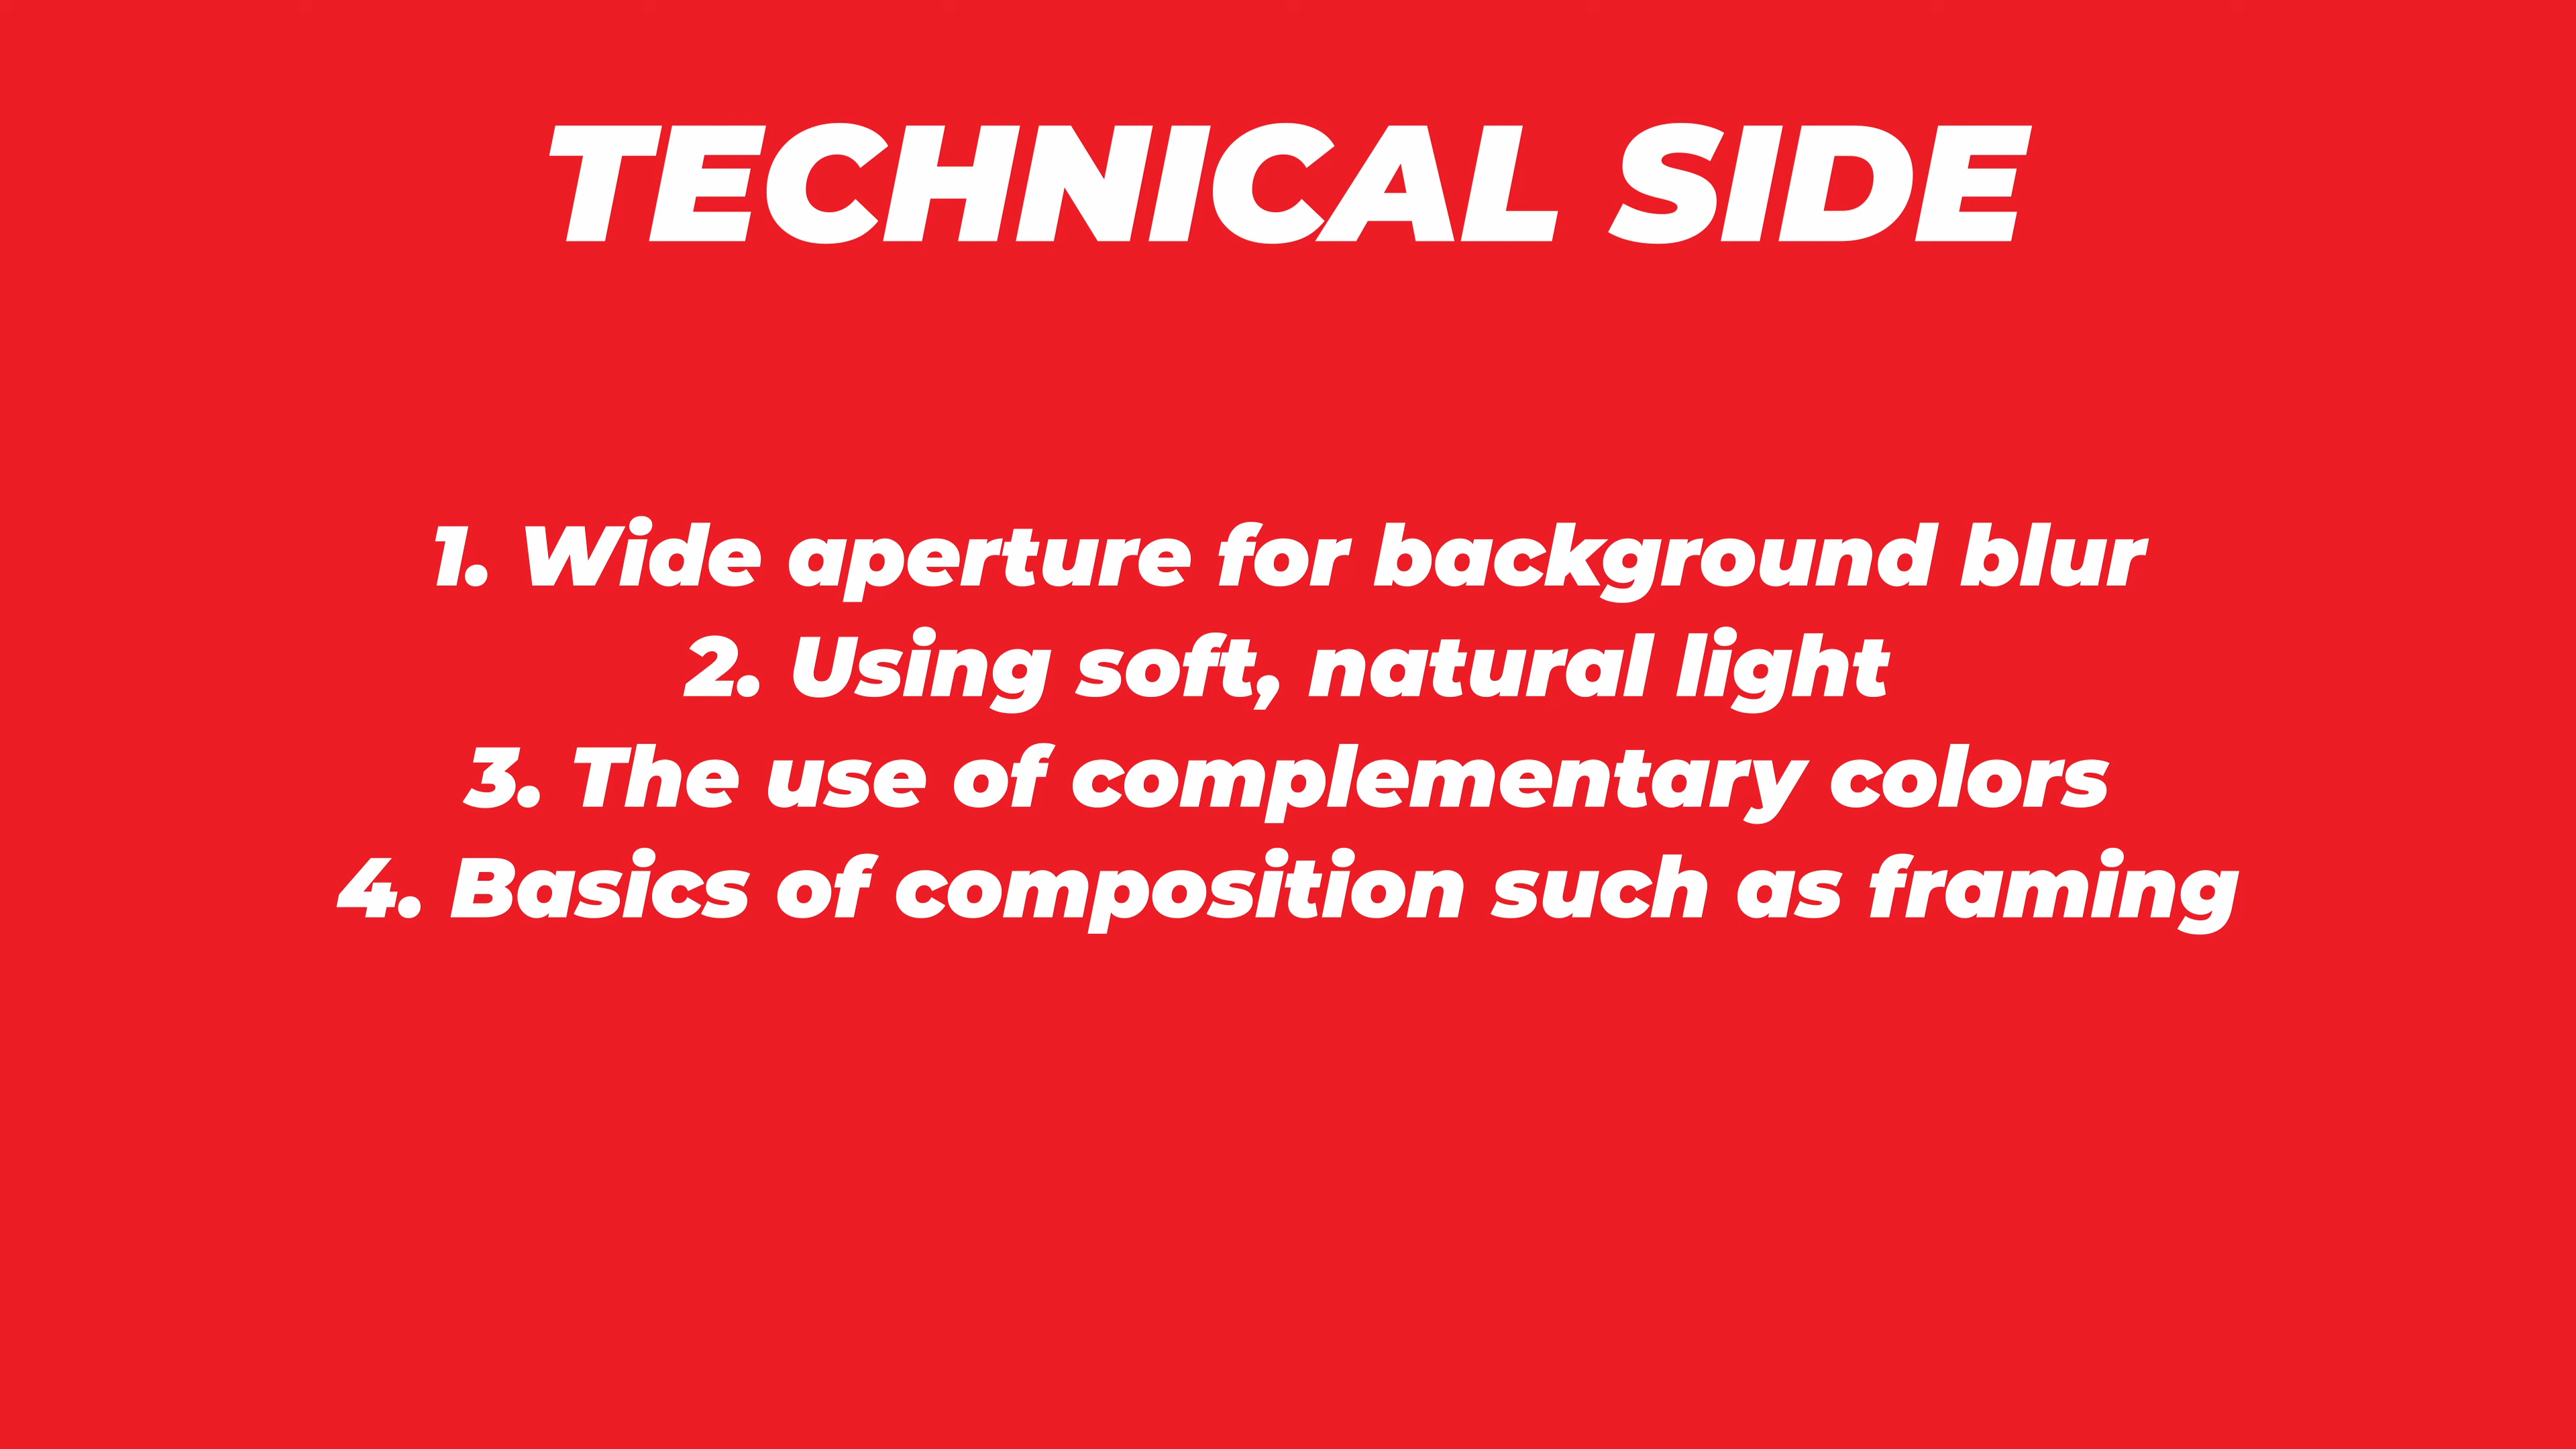 TECHNICAL SIDE
1. Wide aperture for background blur
2. Using soft, natural light
3. The use of complementary colors
4. Basics of composition such as framing